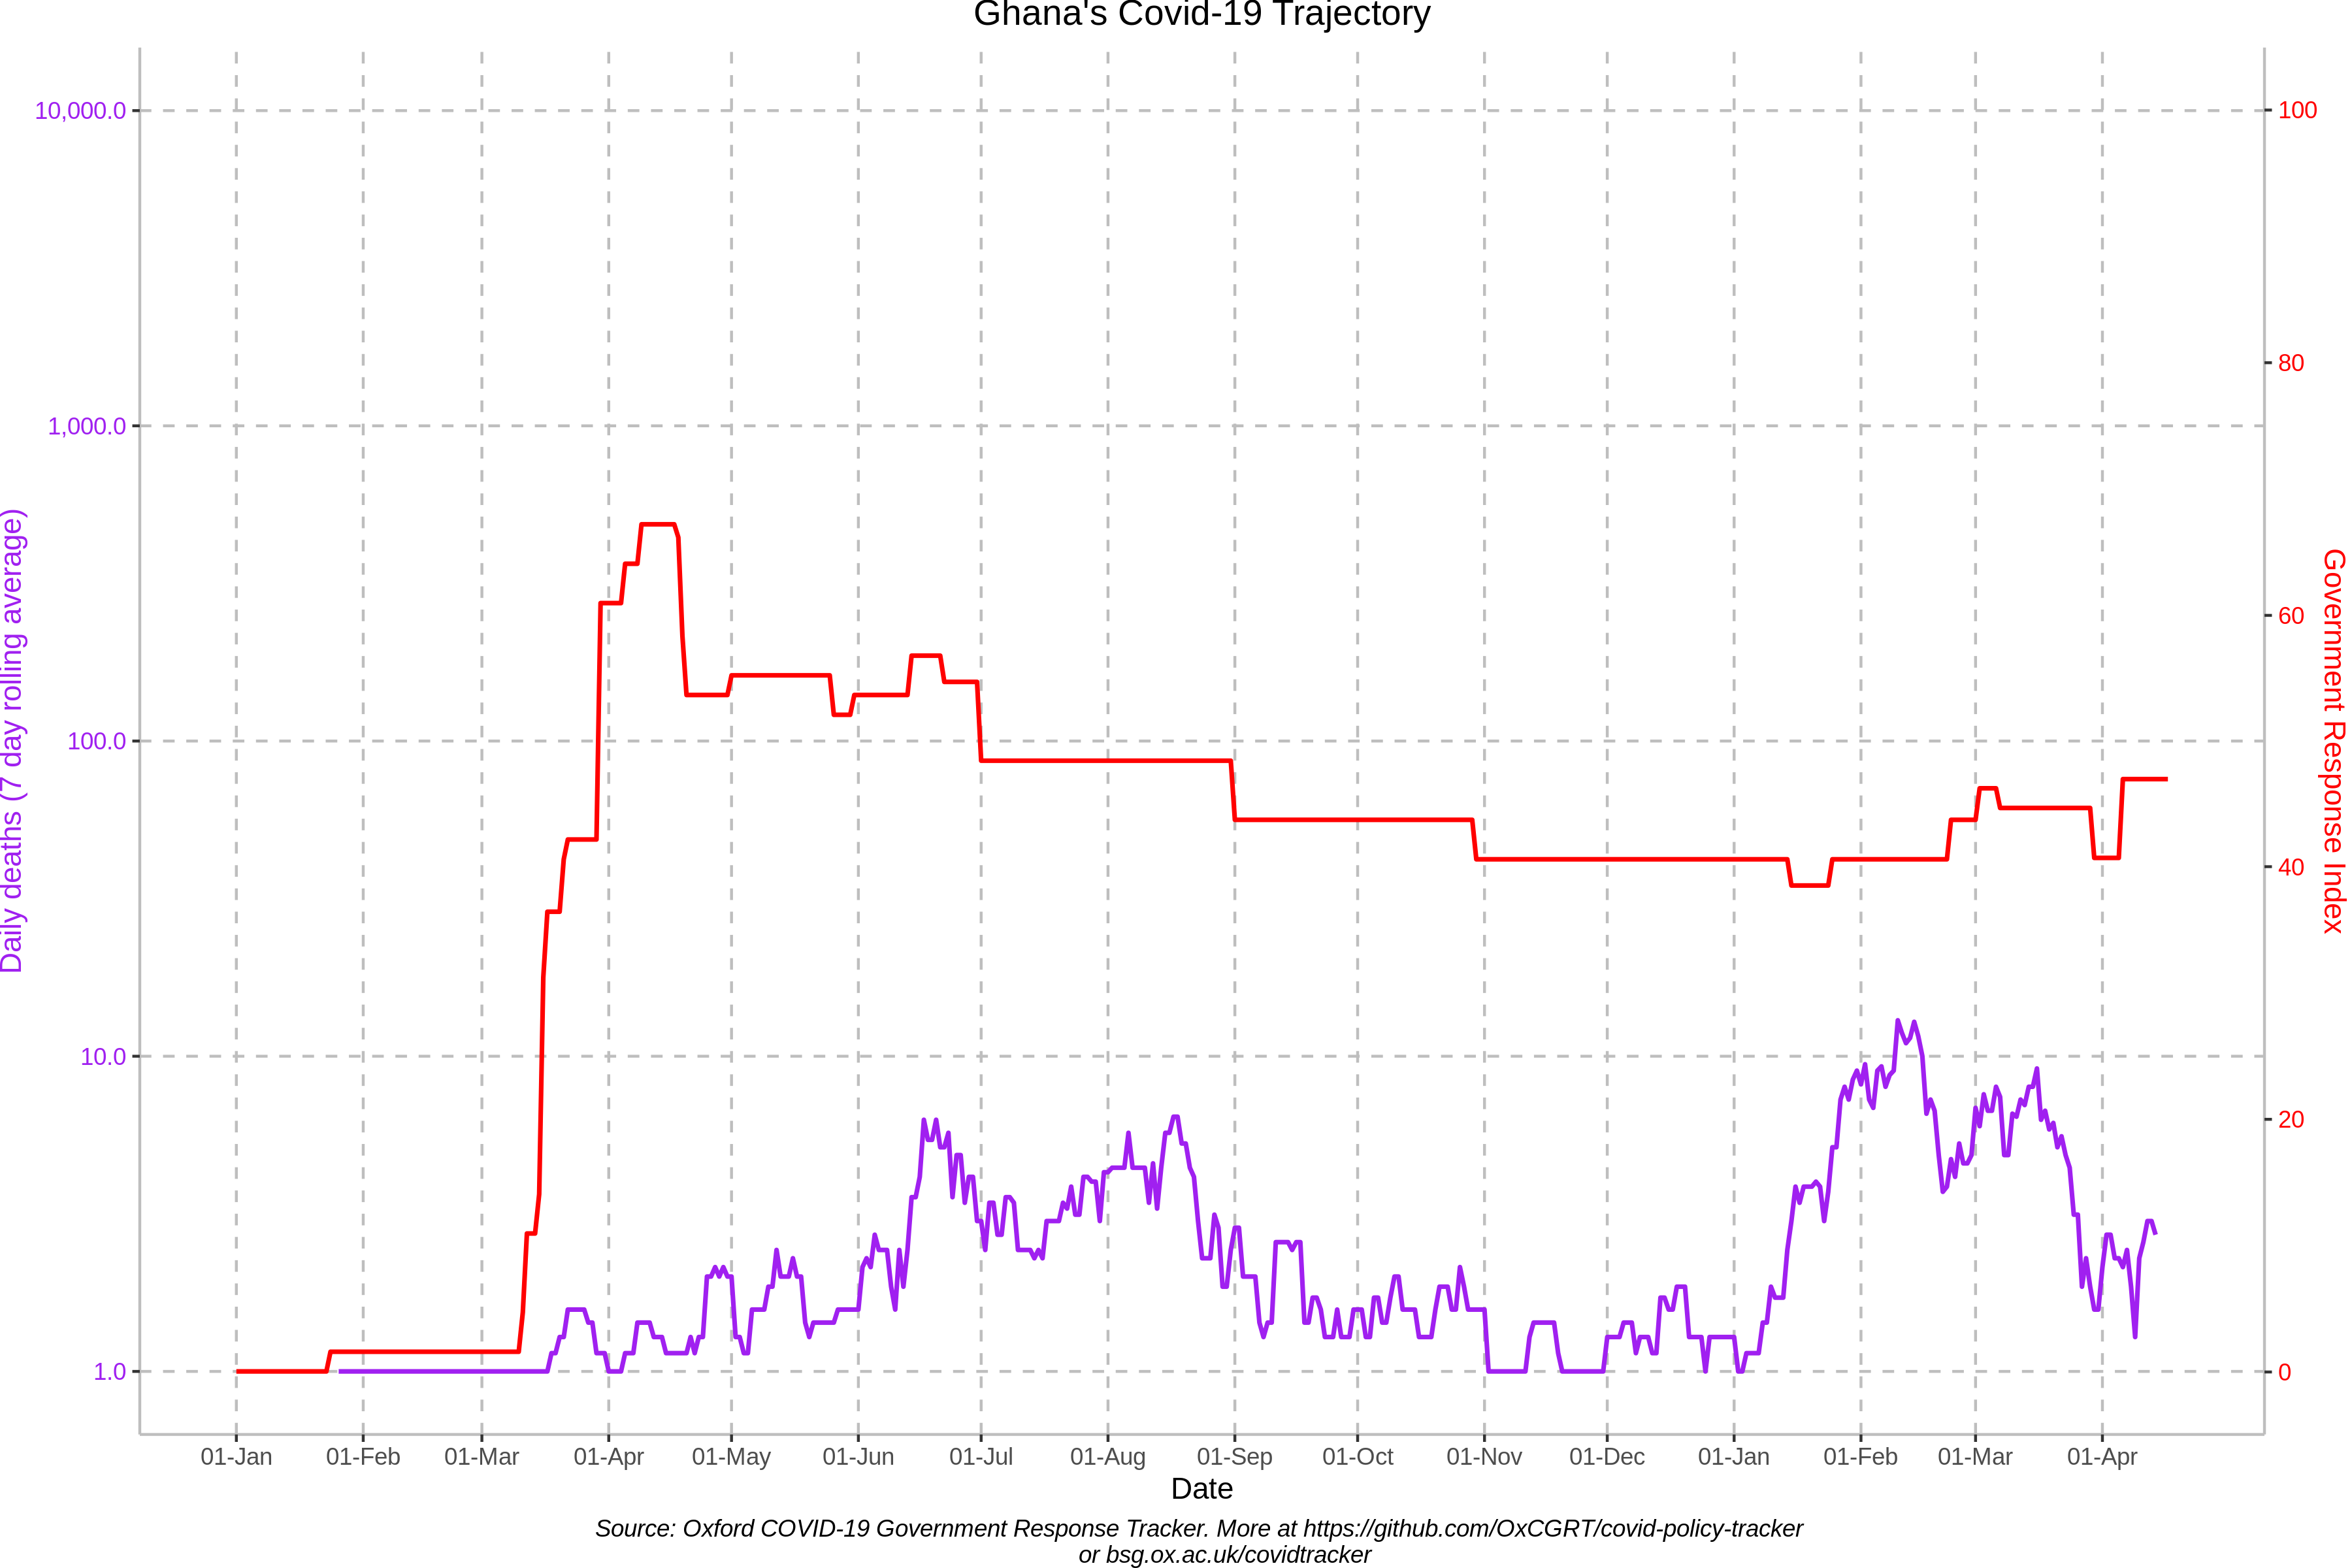 Ghana's Covid-19 Trajectory
10,000.0
1,000.0
100.0
10.0
1.0
Daily deaths (7 day rolling average)
100
80
60
40
20
0
Government Response Index
01-Jan 01-Feb 01-Mar 01-Apr 01-May 01-Jun 01-Jul 01-Aug 01-Sep 01-Oct 01-Nov 01-Dec 01-Jan 01-Feb 01-Mar 01-Apr
Date
Source: Oxford COVID-19 Government Response Tracker. More at https://github.com/OxCGRT/covid-policy-tracker
or bsg.ox.ac.uk/covidtracker